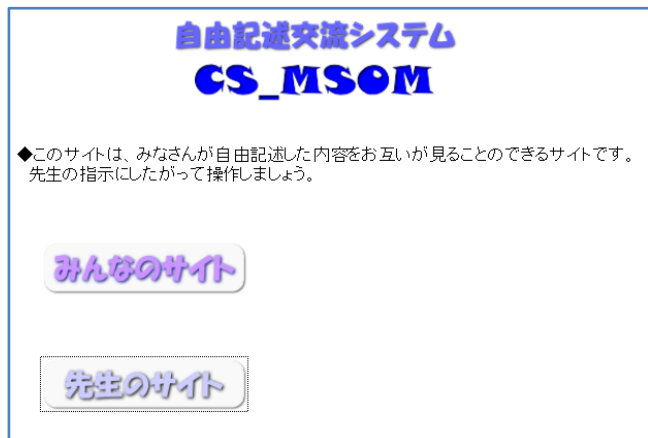 自由記述交流システム
CS_MSOM
◆このサイトは、みなさんが自由記述した内容をお互いが見ることのできるサイトです。
先生の指示にしたがって操作しましょう。
みんなのサイト
先生のサイト